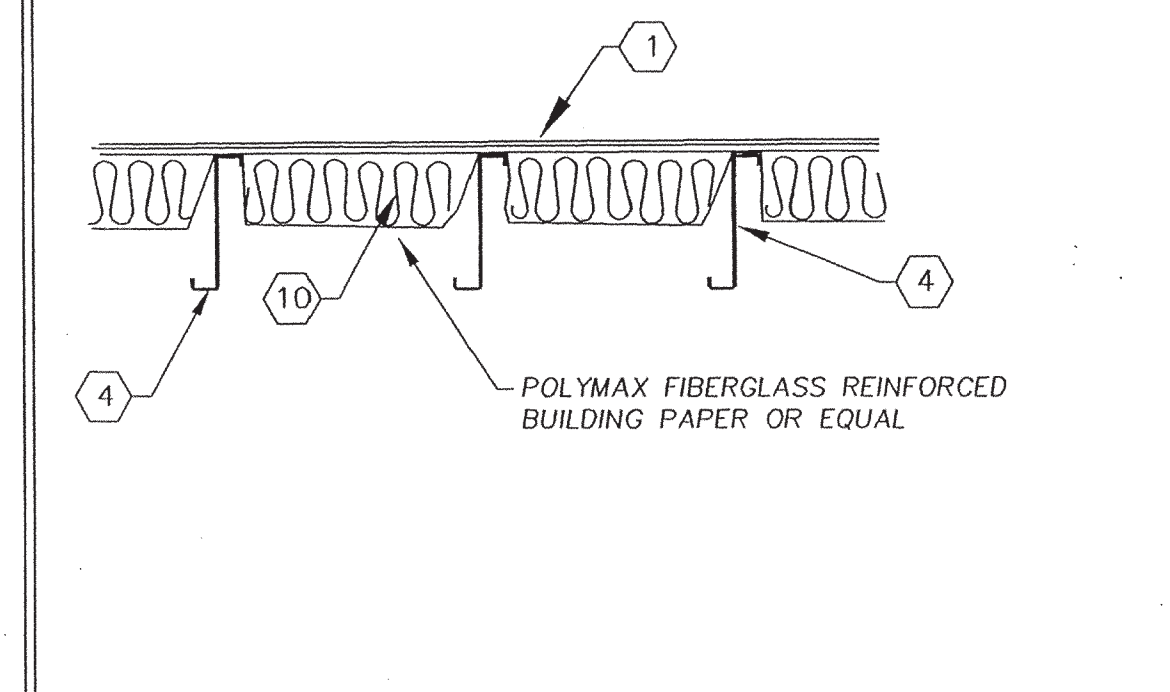 1
4
10
4
POLYMAX FIBERGLASS REINFORCED
BUILDING PAPER OR EQUAL